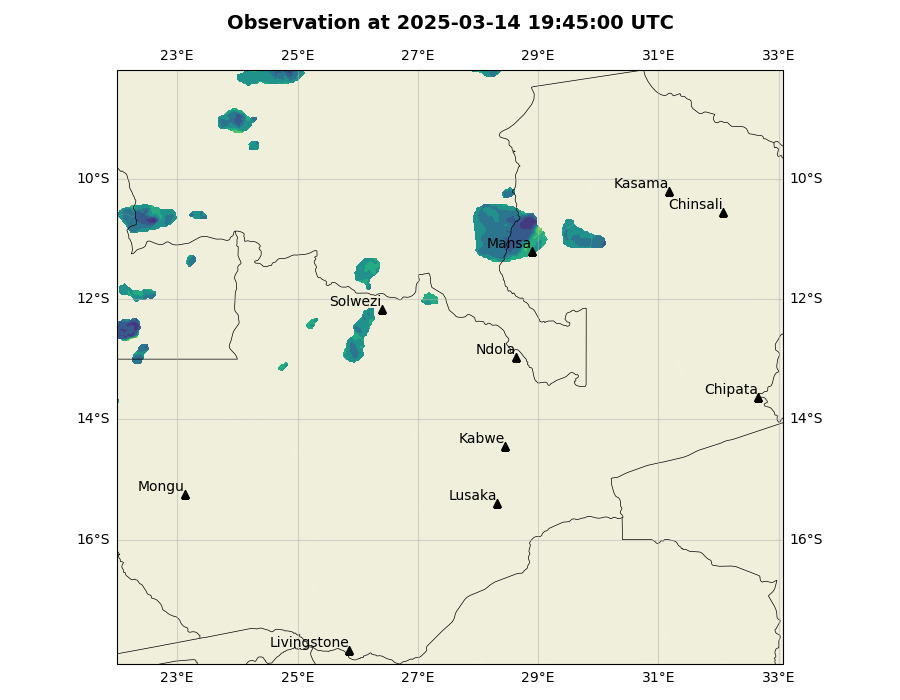 Observation at 2025-03-14 19:45:00 UTC
23°E 25°E 27°E 29°E 31°E 33°E
10°S 10°S
Kasama
Chinsali
Mansa
12°S 12°S
Solwezi
Ndola
Chipata
14°S 14°S
Kabwe
Mongu
Lusaka
16°S 16°S
Livingstone
23°E 25°E 27°E 29°E 31°E 33°E